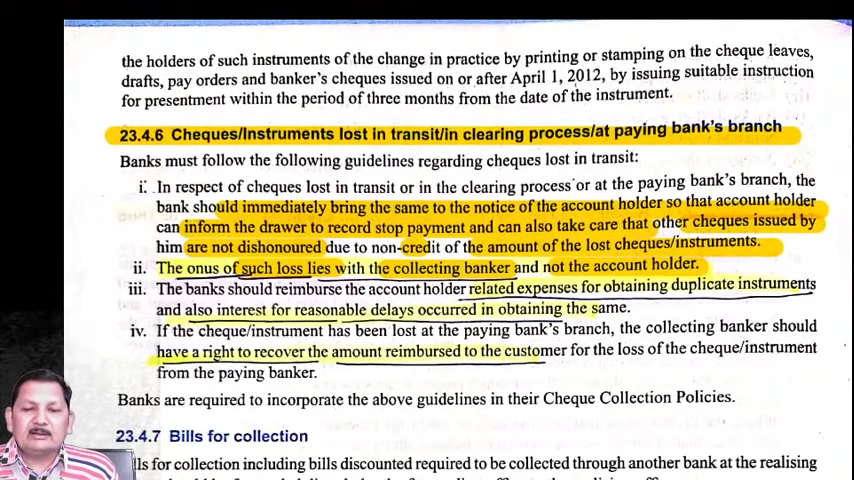 the holders of such instruments of the change in practice by printing or stamping on the cheque leaves,
drafts, pay orders and banker's cheques issued on or after April 1, 2012, by issuing suitable instruction
for presentment within the period of three months from the date of the instrument.
23.4.6 Cheques/Instruments lost in transit/in clearing process/at paying bank's branch
Banks must follow the following guidelines regarding cheques lost in transit:
i. In respect of cheques lost in transit or in the clearing process or at the paying bank's branch, the
bank should immediately bring the same to the notice of the account holder so that account holder
can inform the drawer to record stop payment and can also take care that other cheques issued by
him are not dishonoured due to non-credit of the amount of the lost cheques/instruments.
ii. The onus of such loss lies with the collecting banker and not the account holder.
iii. The banks should reimburse the account holder related expenses for obtaining duplicate instruments
and also interest for reasonable delays occurred in obtaining the same.
iv. If the cheque/instrument has been lost at the paying bank's branch, the collecting banker should
have a right to recover the amount reimbursed to the customer for the loss of the cheque/instrument
from the paying banker.
Banks are required to incorporate the above guidelines in their Cheque Collection Policies.
23.4.7 Bills for collection
lls for collection including bills discounted required to be collected through another bank at the realising